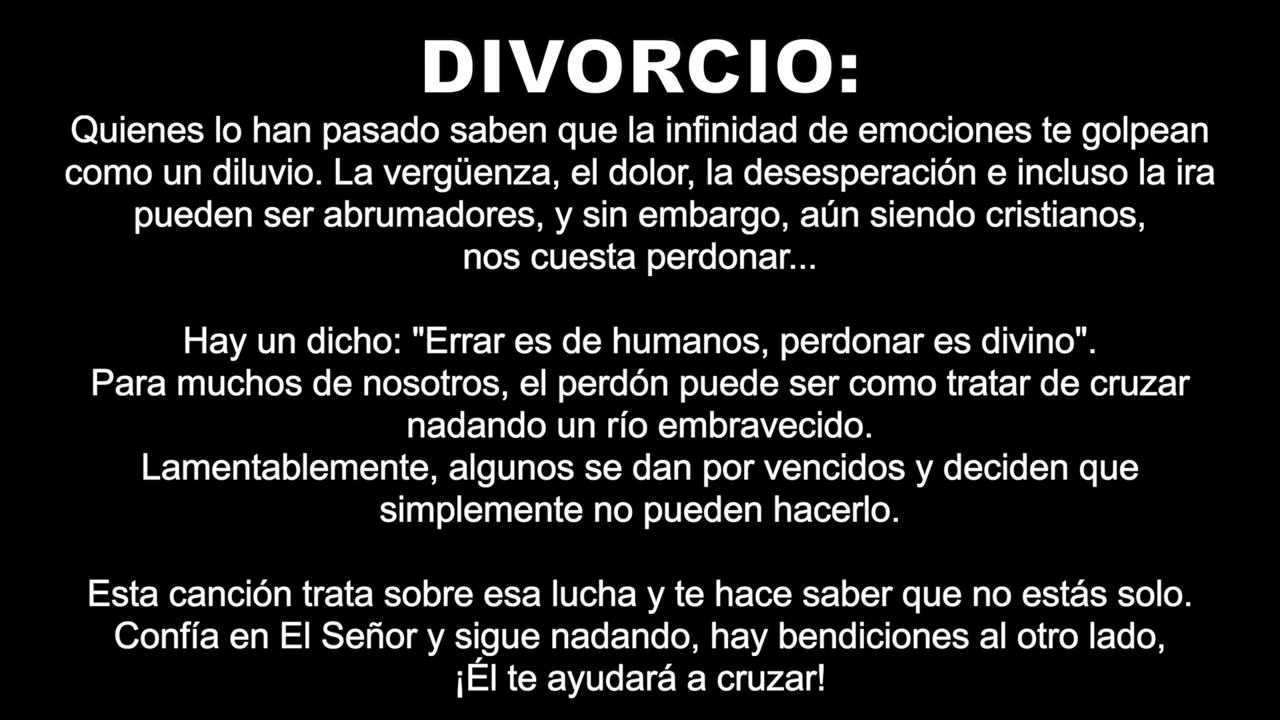 DIVORCIO:
Quienes lo han pasado saben que la infinidad de emociones te golpean
como un diluvio. La vergüenza, el dolor, la desesperación e incluso la ira
pueden ser abrumadores, y sin embargo, aún siendo cristianos,
nos cuesta perdonar...
Hay un dicho: "Errar es de humanos, perdonar es divino".
Para muchos de nosotros, el perdón puede ser como tratar de cruzar
nadando un río embravecido.
Lamentablemente, algunos se dan por vencidos y deciden que
simplemente no pueden hacerlo.
Esta canción trata sobre esa lucha y te hace saber que no estás solo.
Confía en El Señor y sigue nadando, hay bendiciones al otro lado,
¡Él te ayudará a cruzar!